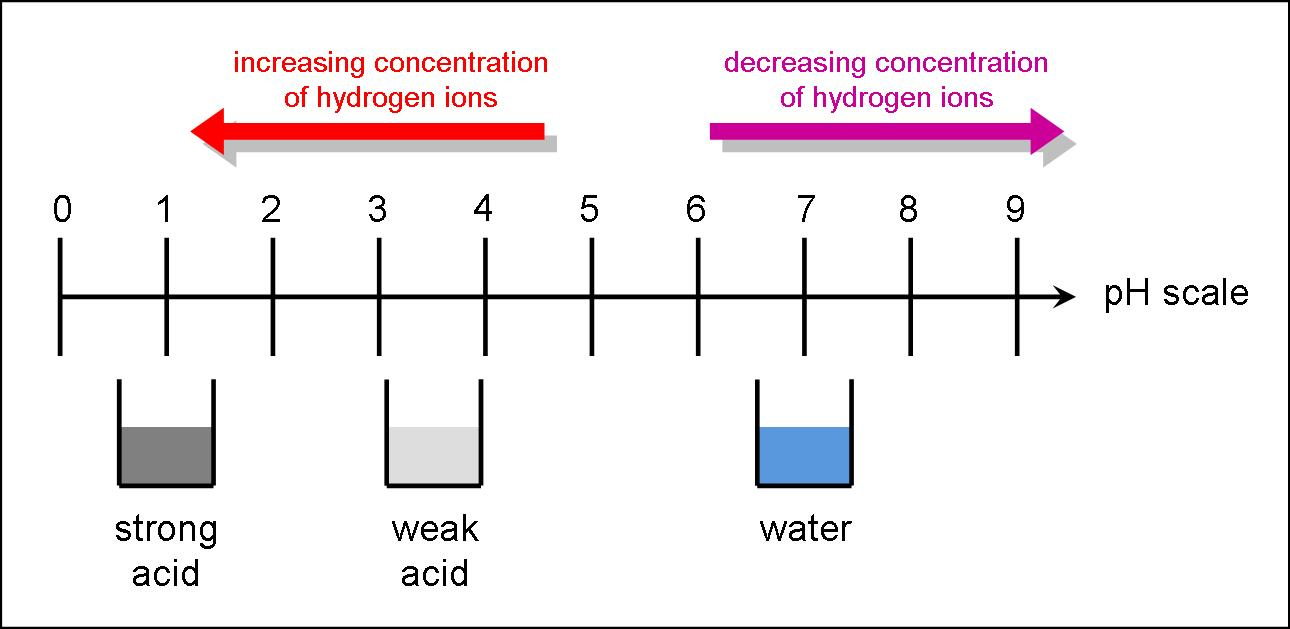 increasing concentration
of hydrogen ions
decreasing concentration
of hydrogen ions
0 1 2 3 4 5 6 7 8 9
pH scale
strong
acid
weak
acid
water